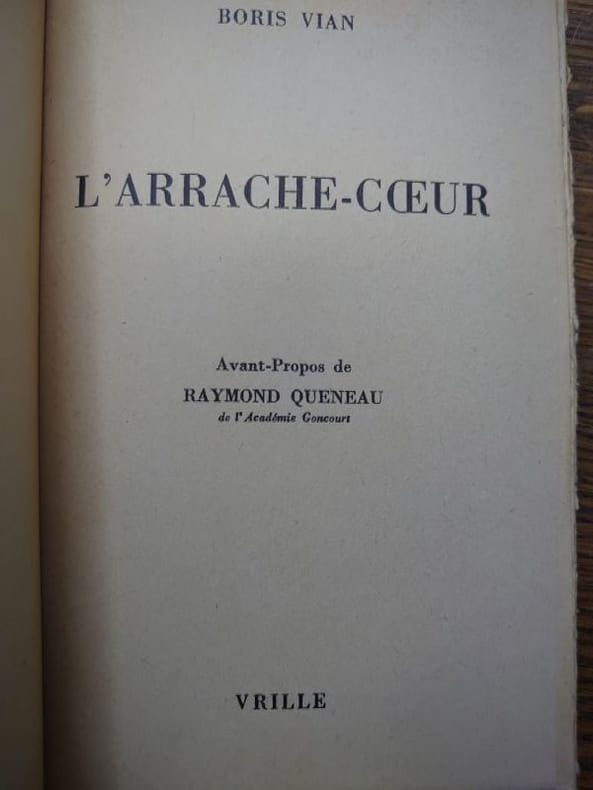 BORIS VIAN
L'ARRACHE-CŒUR
Avant-Propos de
RAYMOND QUENEAU
de l'Académie Goncourt
VRILLE